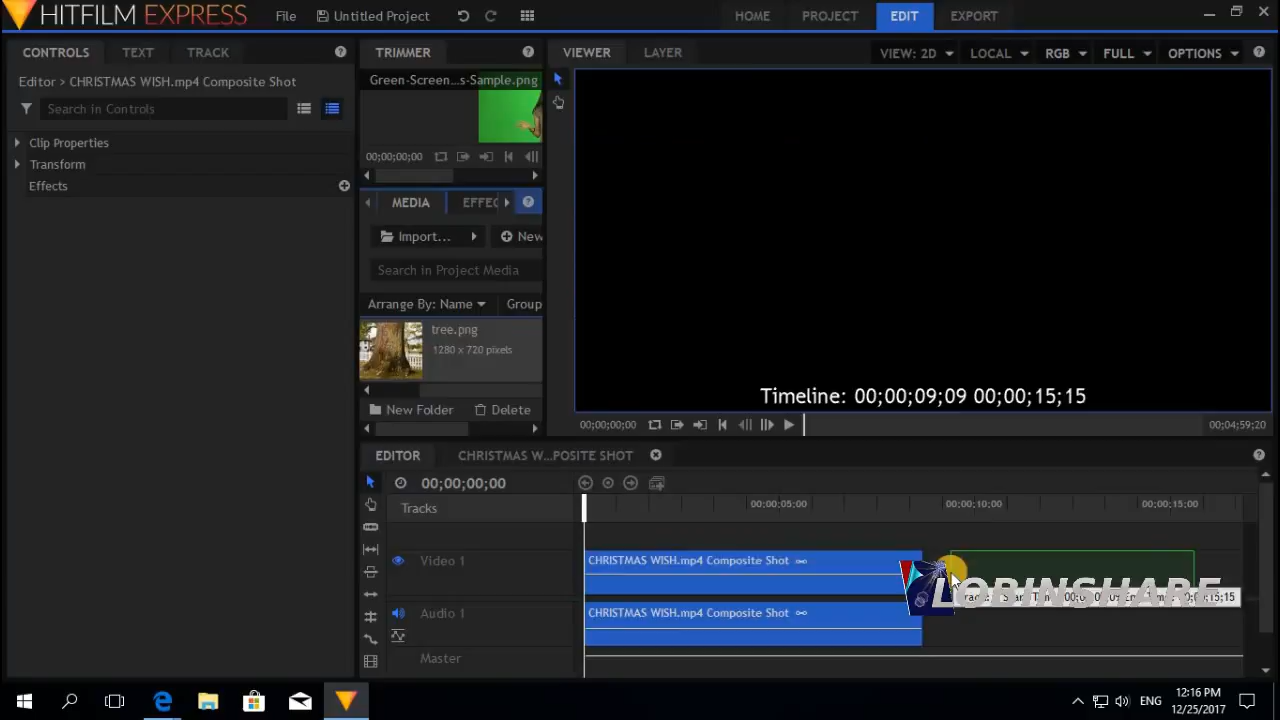 HITFILM EXPRESS
File
Untitled Project
HOME
PROJECT
EDIT
EXPORT
CONTROLS
TEXT
TRACK
TRIMMER
VIEWER
LAYER
VIEW: 2D
LOCAL
RGB
FULL
OPTIONS
Editor > CHRISTMAS WISH.mp4 Composite Shot
Green-Screen...s-Sample.png
Search in Controls
Clip Properties
00;00;00;00
Transform
Effects
MEDIA
EFFEC
Import...
New
Search in Project Media
Arrange By: Name
Group
tree.png
1280 x 720 pixels
Timeline: 00;00;09;09 00;00;15;15
New Folder
Delete
00;00;00;00
00;04;59;20
EDITOR
CHRISTMAS W...POSITE SHOT
00;00;00;00
Tracks
00;00;05;00
00;00;10;00
00;00;15;00
Video 1
CHRISTMAS WISH.mp4 Composite Shot
LOBINSHARE
Audio 1
CHRISTMAS WISH.mp4 Composite Shot
Master
ENG
12:16 PM
12/25/2017